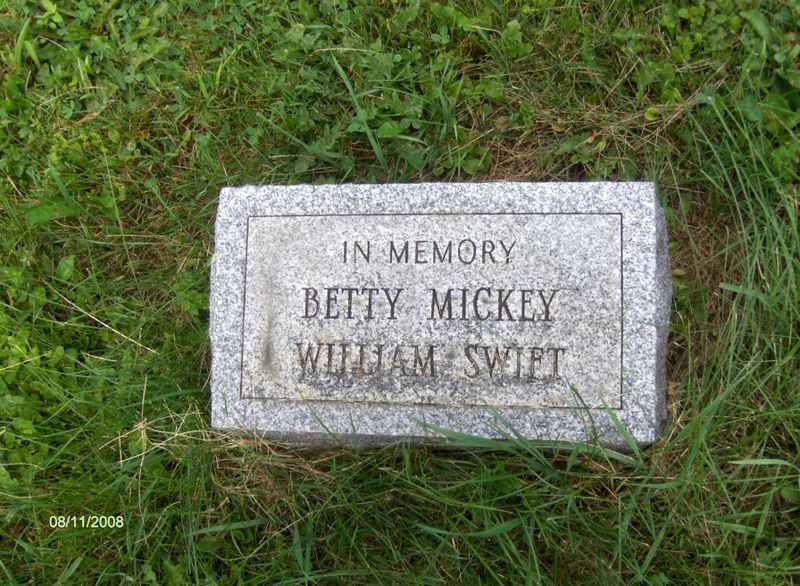 IN MEMORY
BETTY MICKEY
WILLIAM SWIFT
08/11/2008